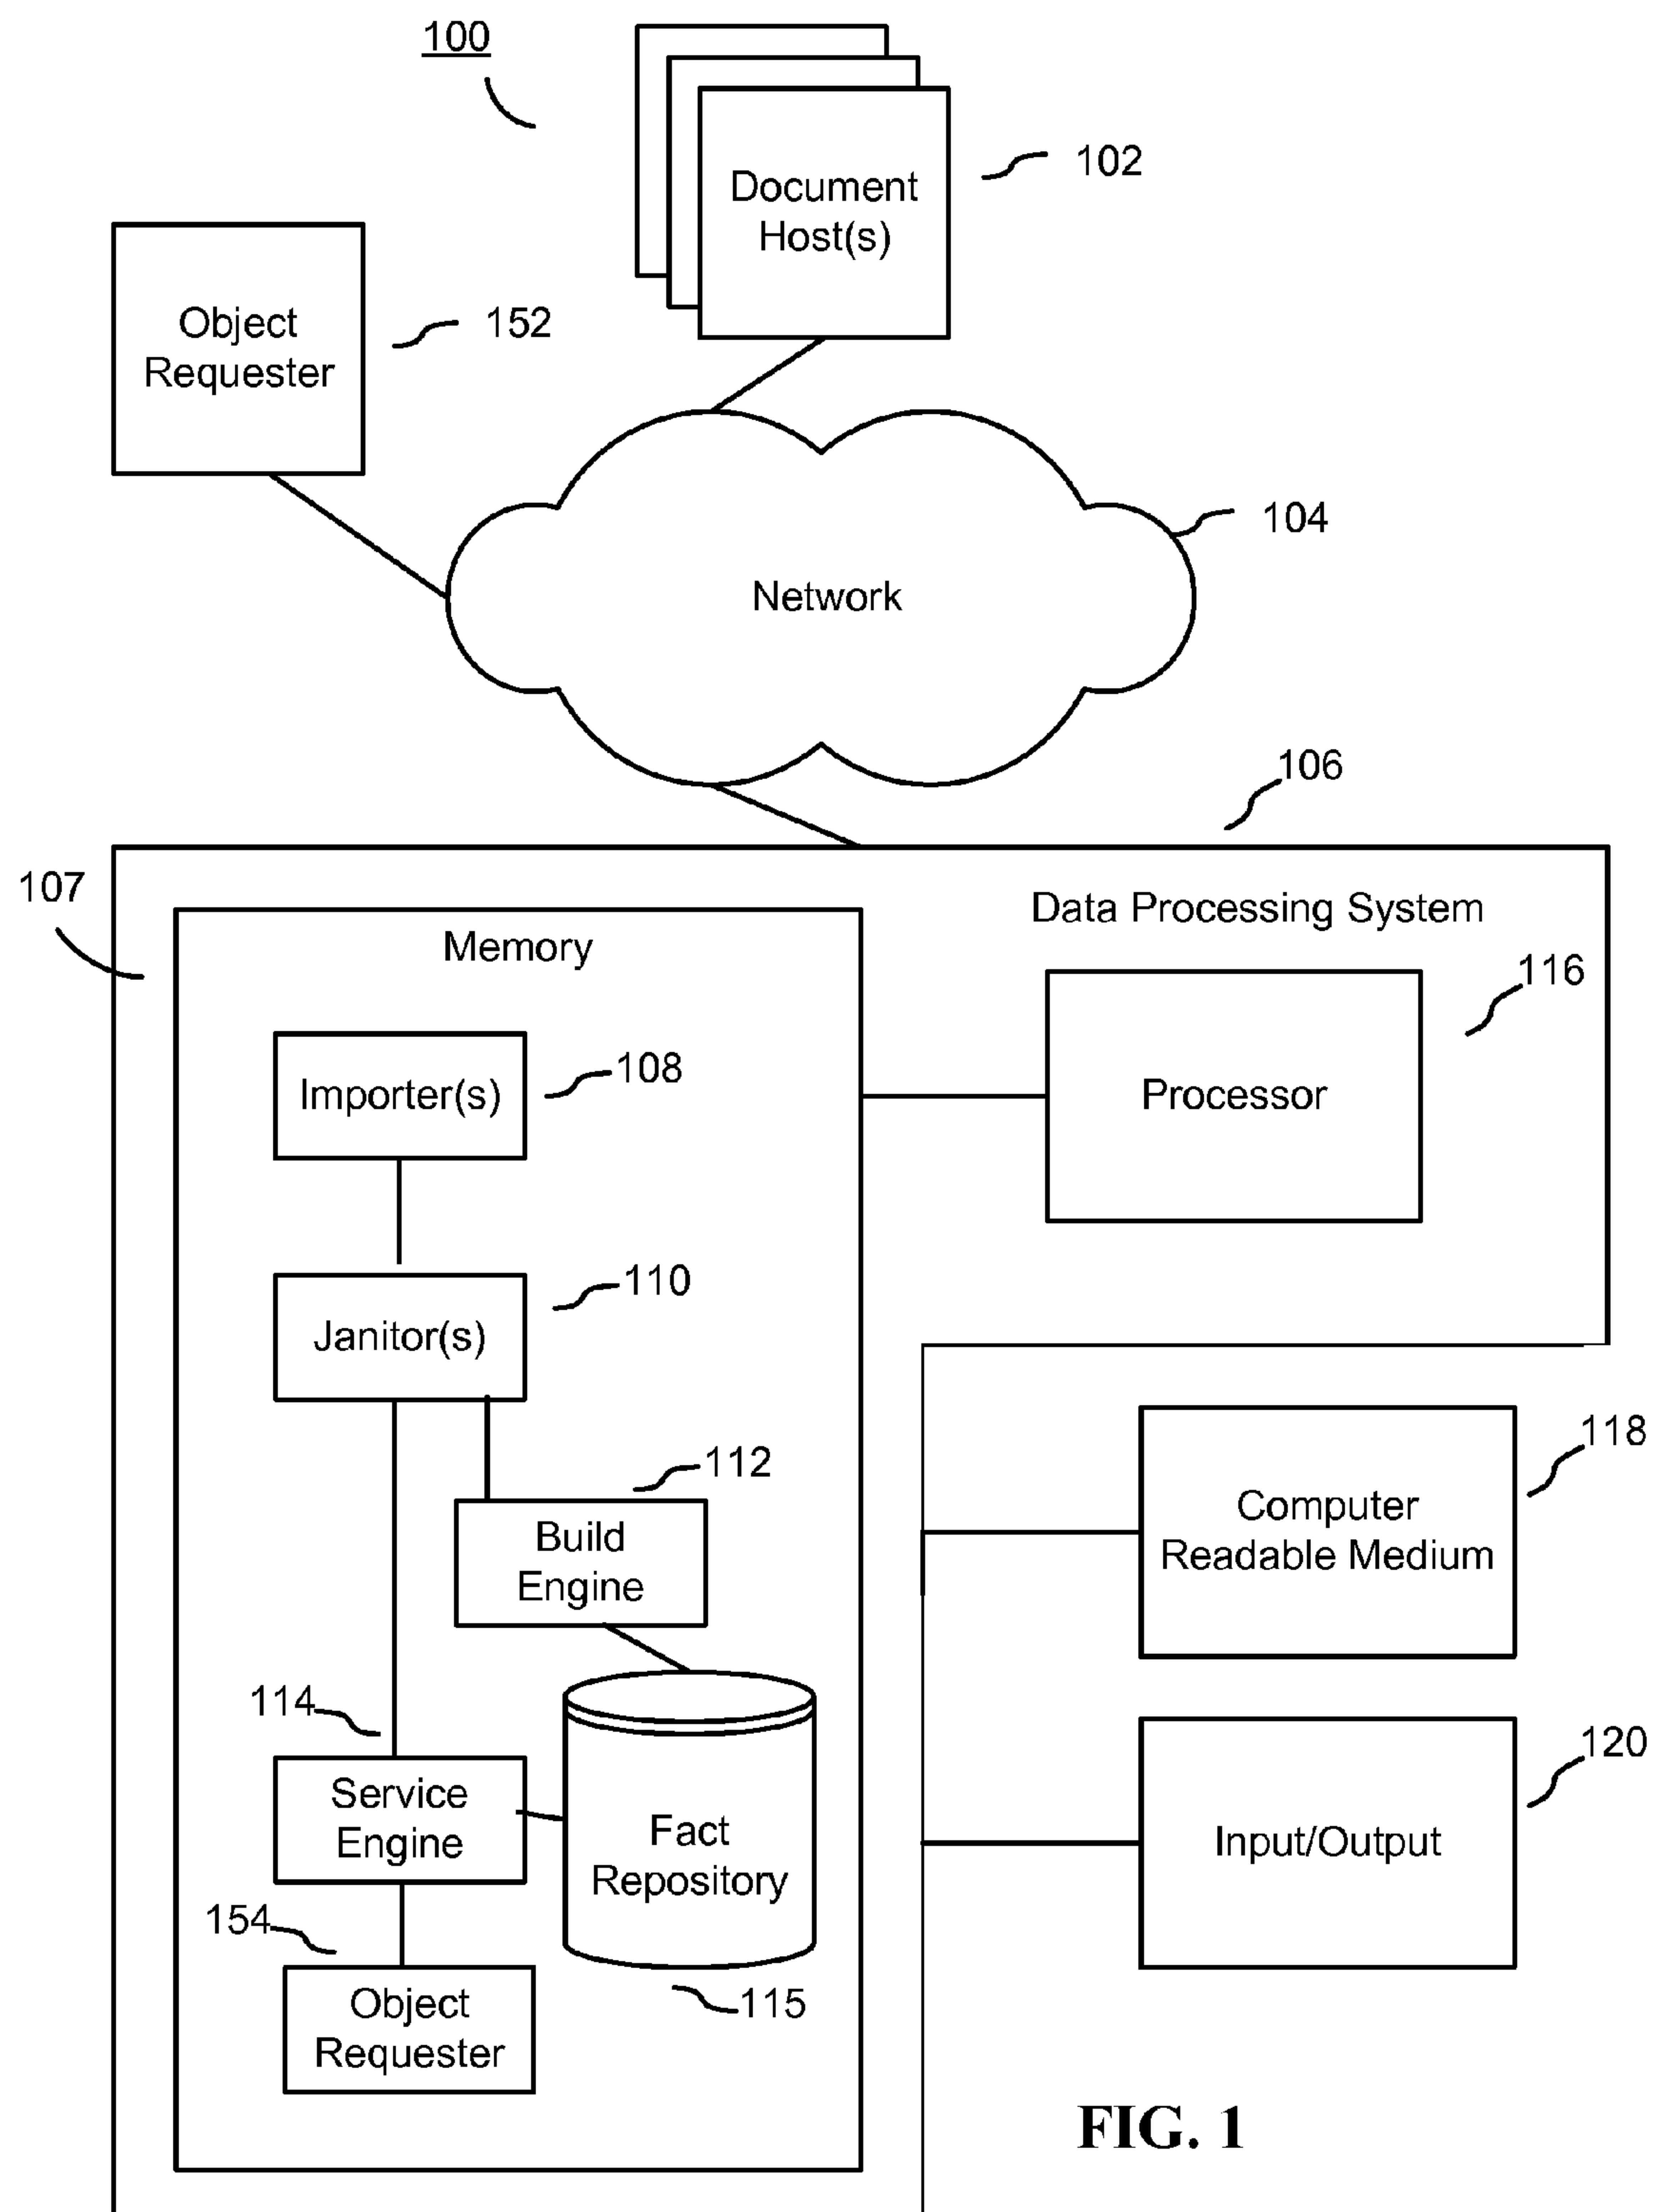 100
Document
Host(s)
102
Object
Requester
152
104
Network
106
107
Data Processing System
Memory
116
Importer(s)
108
Processor
Janitor(s)
110
112
118
Build
Engine
Computer
Readable Medium
114
Service
Engine
120
Fact
Repository
Input/Output
154
Object
Requester
115
FIG. 1